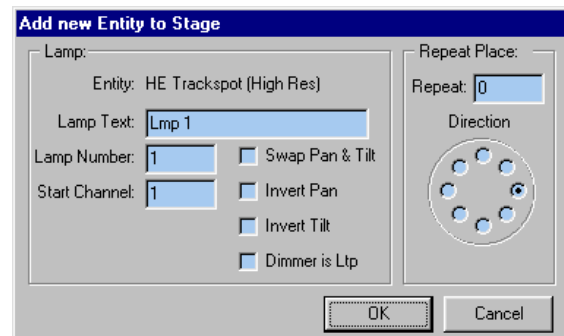 Add new Entity to Stage
Lamp:
Entity: HE Trackspot (High Res)
Lamp Text: Lmp 1
Lamp Number: 1
Swap Pan & Tilt
Start Channel: 1
Invert Pan
Invert Tilt
Dimmer is Ltp
Repeat Place:
Repeat: 0
Direction
OK
Cancel